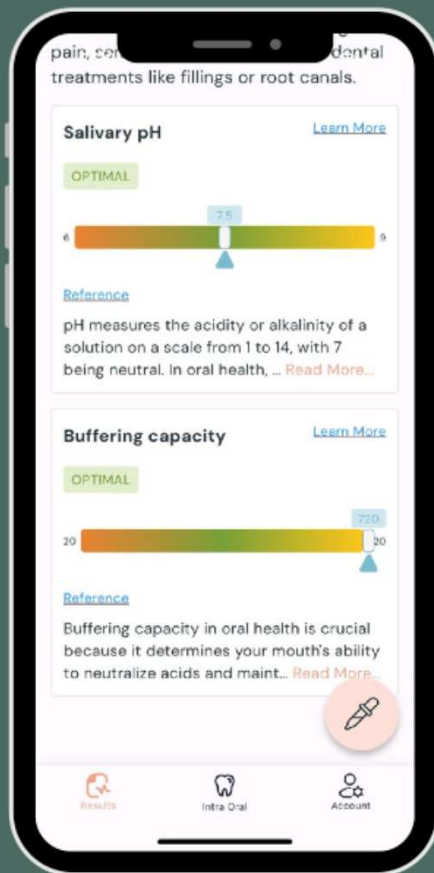 pain, sen dental
treatments like fillings or root canals.
Salivary pH
Learn More
OPTIMAL
7.5
6
9
Reference
pH measures the acidity or alkalinity of a
solution on a scale from 1 to 14, with 7
being neutral. In oral health, ... Read More...
Buffering capacity
Learn More
OPTIMAL
720
20
20
Reference
Buffering capacity in oral health is crucial
because it determines your mouth's ability
to neutralize acids and maint... Read More...
Results
Intra Oral
Account